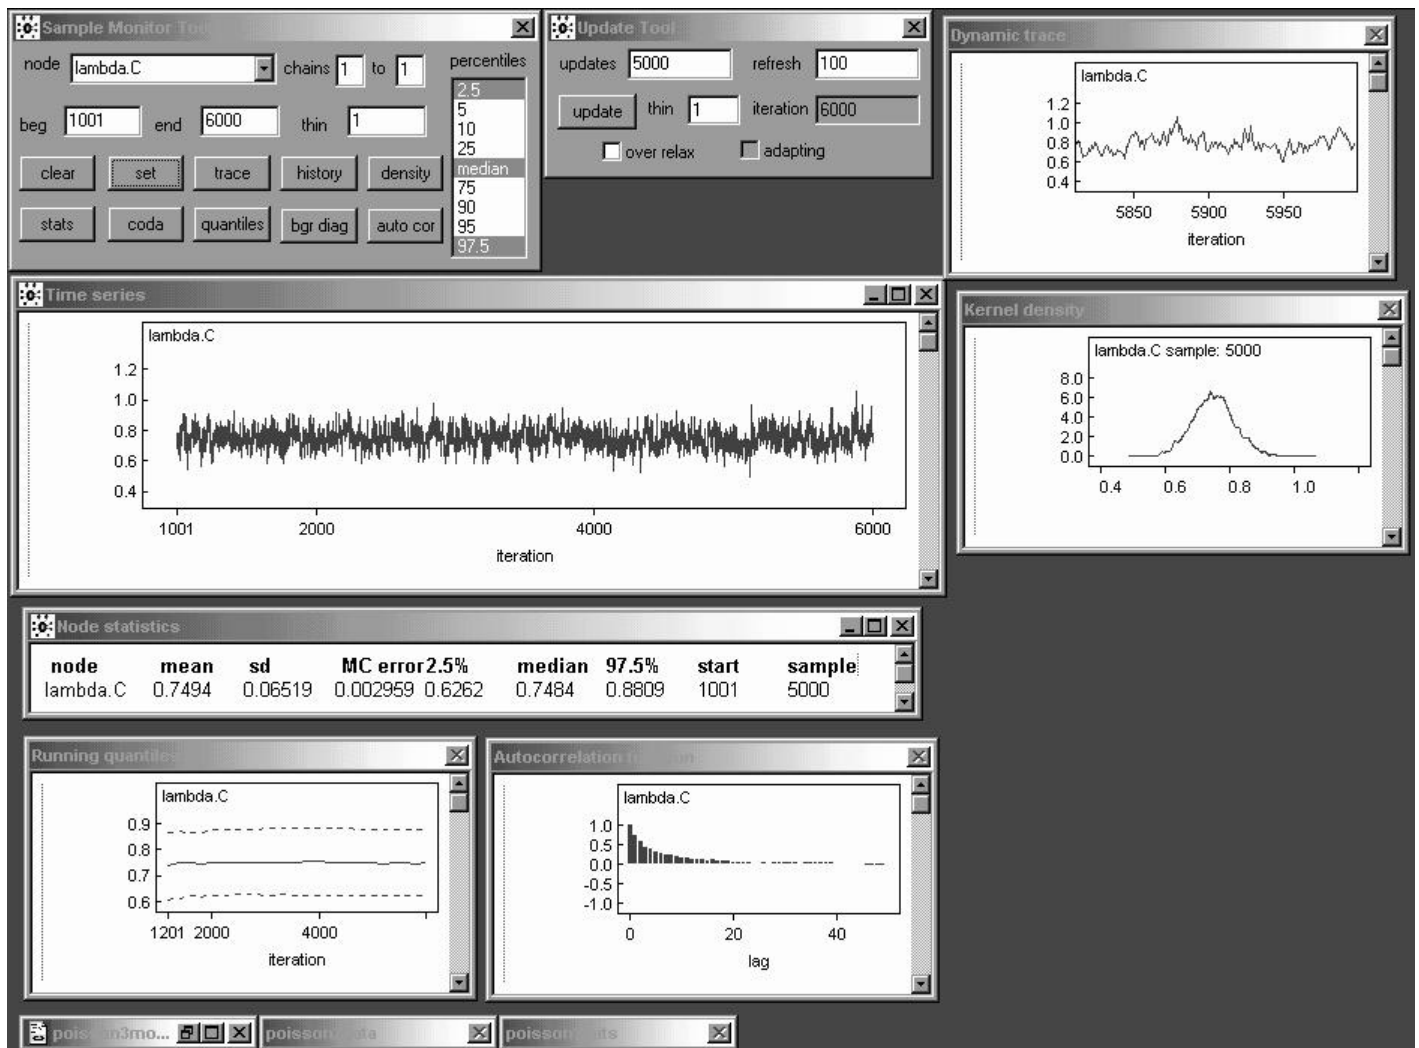 Sample Monitor Tool
node lambda.C chains 1 to 1 percentiles
beg 1001 end 6000 thin 1
2.5
5
10
25
median
75
90
95
97.5
clear set trace history density
stats coda quantiles bgr diag auto cor
Update Tool
updates 5000 refresh 100
update thin 1 iteration 6000
over relax adapting
Dynamic trace
lambda.C
1.2
1.0
0.8
0.6
0.4
5850 5900 5950
iteration
Time series
lambda.C
1.2
1.0
0.8
0.6
0.4
1001 2000 4000 6000
iteration
Kernel density
lambda.C sample: 5000
8.0
6.0
4.0
2.0
0.0
0.4 0.6 0.8 1.0
Node statistics
node mean sd MC error 2.5% median 97.5% start sample
lambda.C 0.7494 0.06519 0.002959 0.6262 0.7484 0.8809 1001 5000
Running quantiles
lambda.C
0.9
0.8
0.7
0.6
1201 2000 4000
iteration
Autocorrelation function
lambda.C
1.0
0.5
0.0
-0.5
-1.0
0 20 40
lag